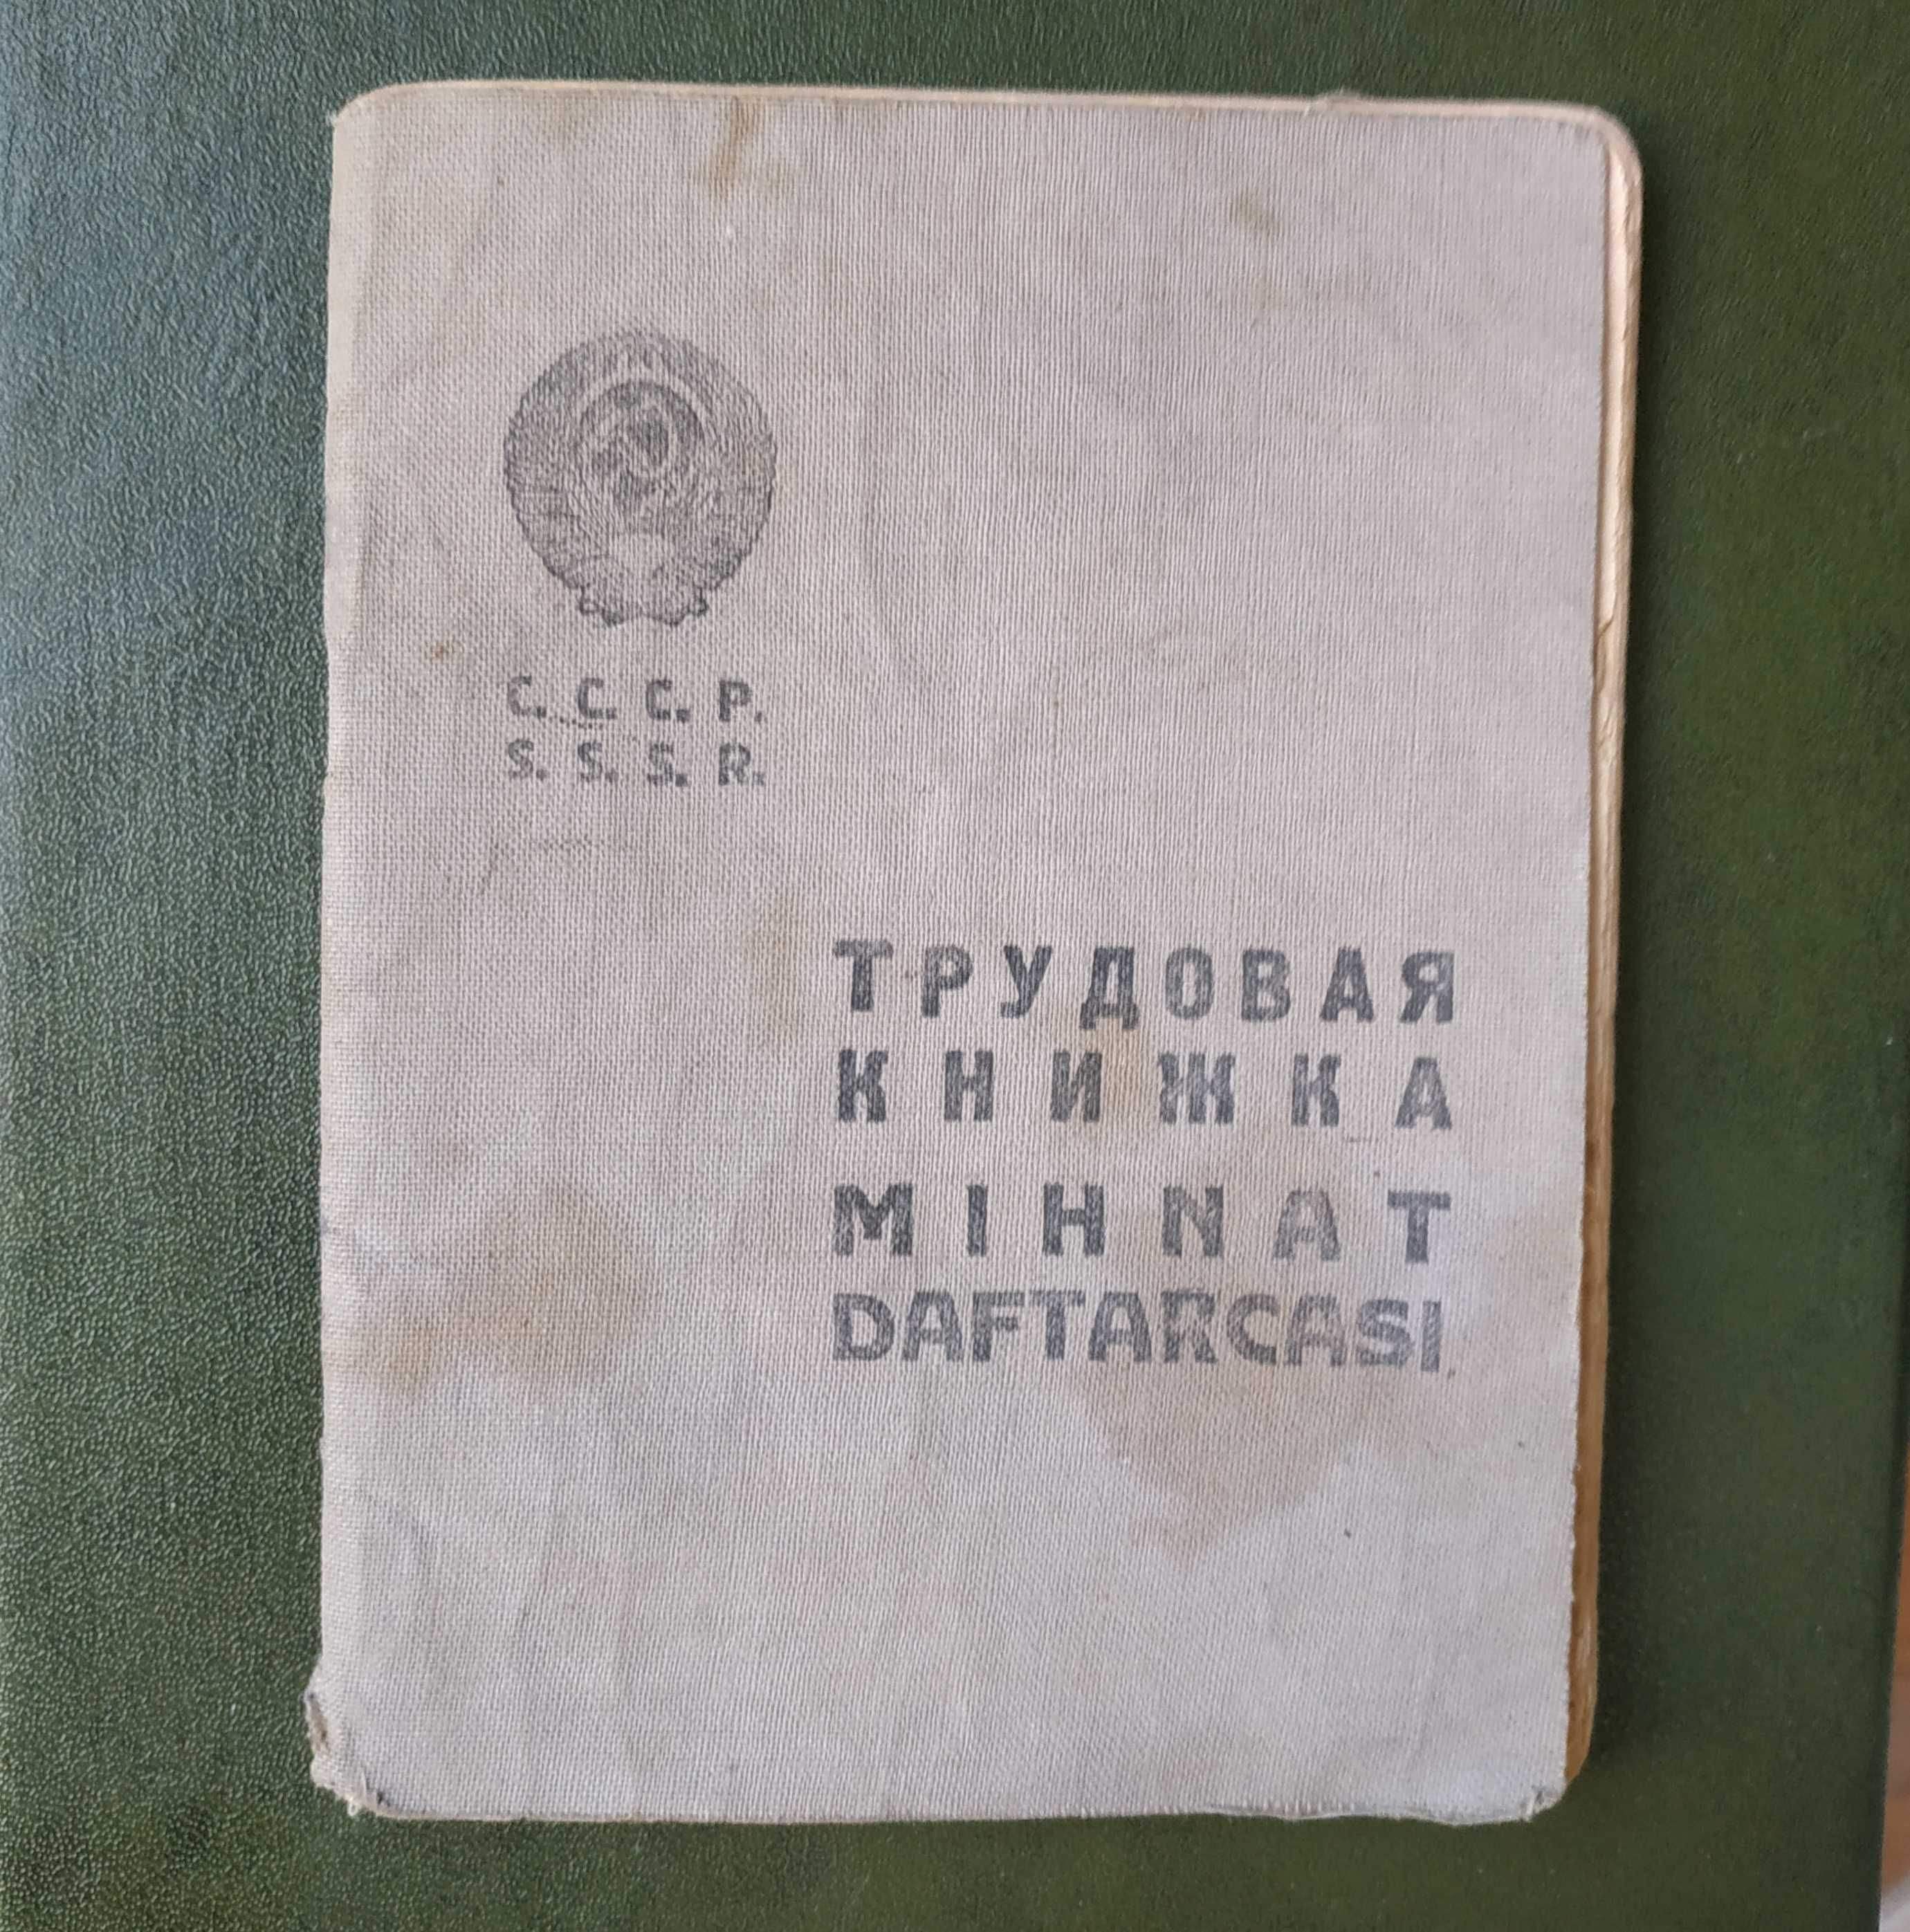 С. С. С. Р.
S. S. S. R.
ТРУДОВАЯ
КНИЖКА
MIHNAT
DAFTARCASI